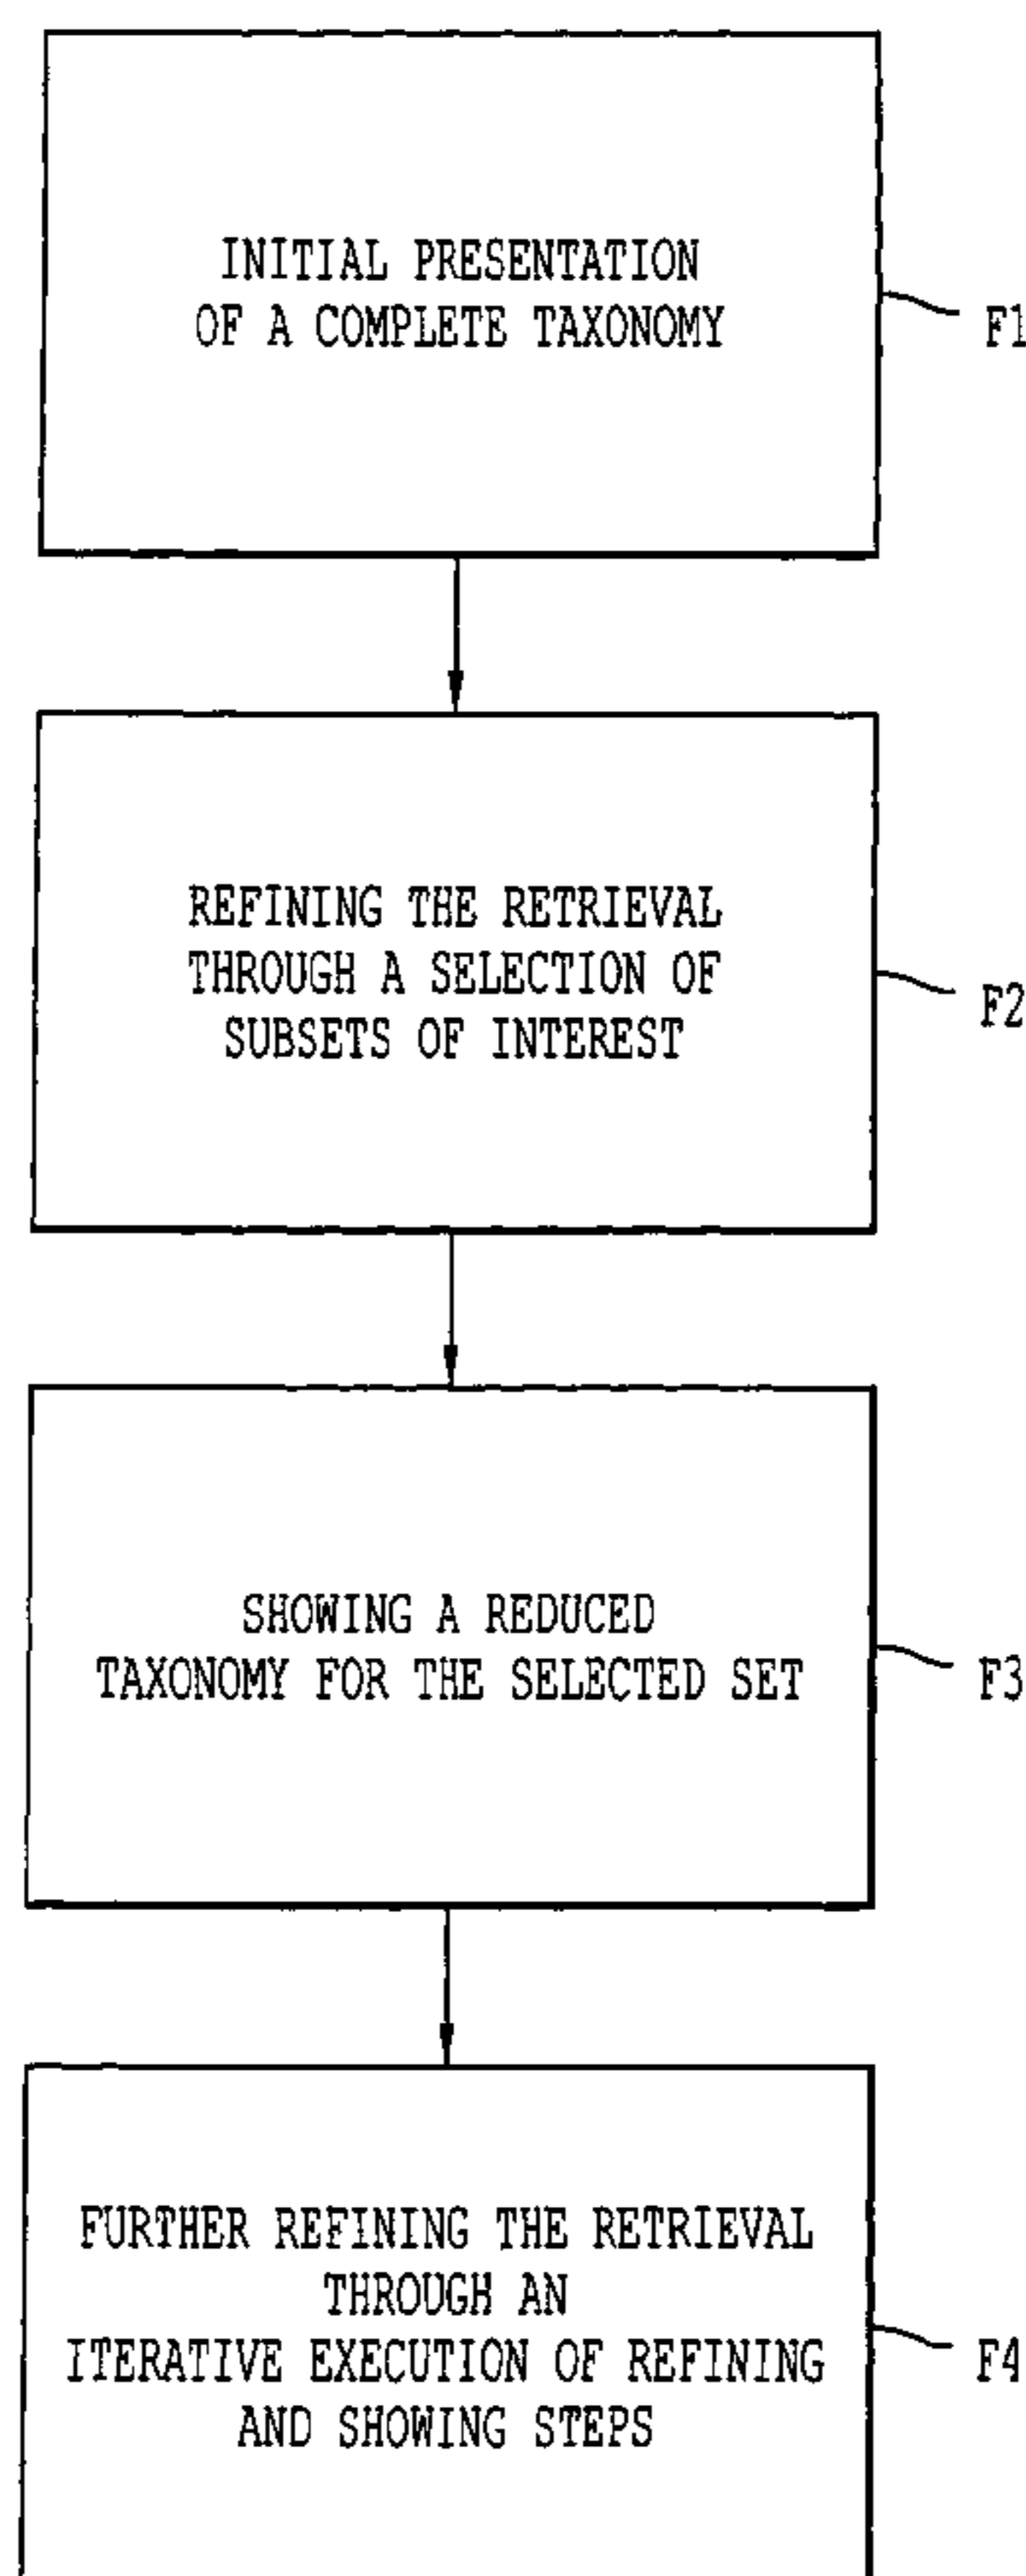 INITIAL PRESENTATION
OF A COMPLETE TAXONOMY
F1
REFINING THE RETRIEVAL
THROUGH A SELECTION OF
SUBSETS OF INTEREST
F2
SHOWING A REDUCED
TAXONOMY FOR THE SELECTED SET
F3
FURTHER REFINING THE RETRIEVAL
THROUGH AN
ITERATIVE EXECUTION OF REFINING
AND SHOWING STEPS
F4